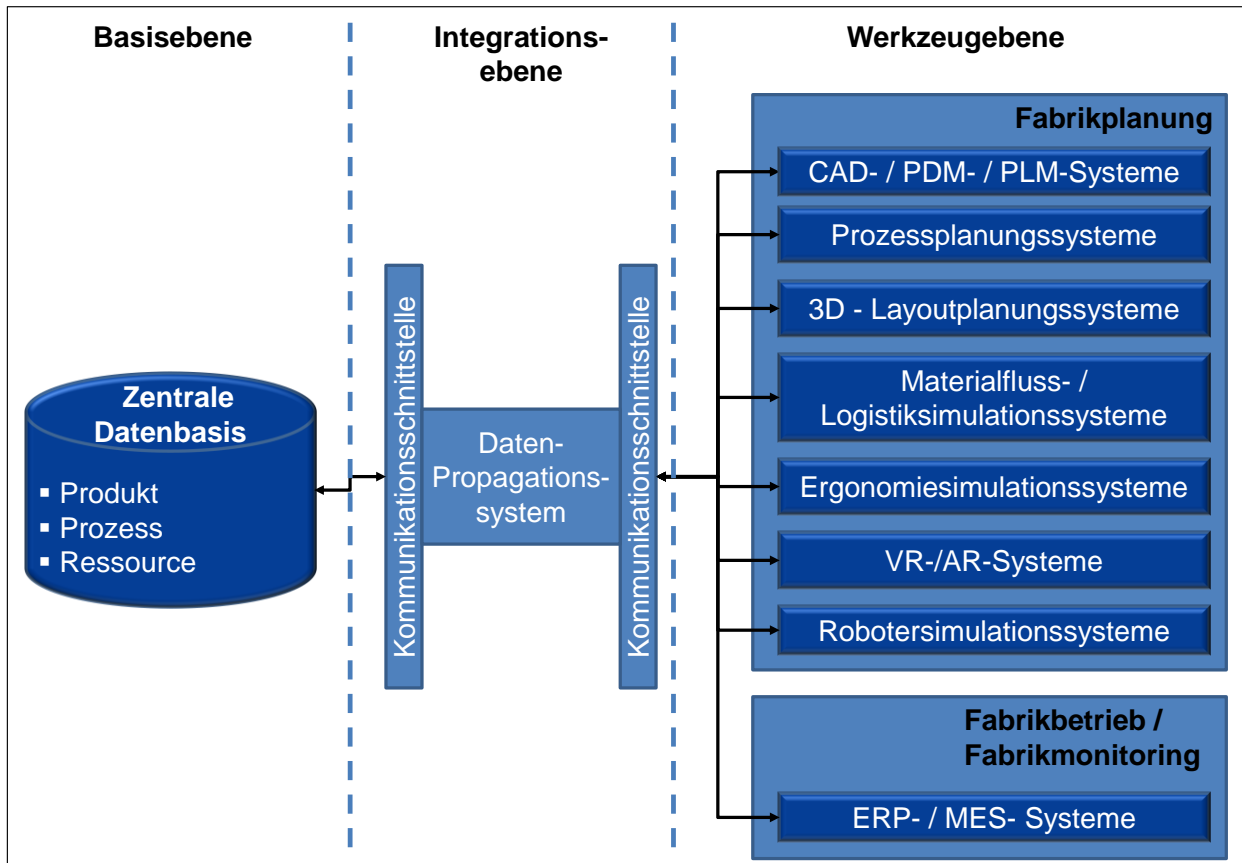 Basisebene
Integrations-
ebene
Werkzeugebene
Zentrale
Datenbasis
▪ Produkt
▪ Prozess
▪ Ressource
Kommunikationsschnittstelle
Daten-
Propagations-
system
Kommunikationsschnittstelle
Fabrikplanung
CAD- / PDM- / PLM-Systeme
Prozessplanungssysteme
3D - Layoutplanungssysteme
Materialfluss- /
Logistiksimulationssysteme
Ergonomiesimulationssysteme
VR-/AR-Systeme
Robotersimulationssysteme
Fabrikbetrieb /
Fabrikmonitoring
ERP- / MES- Systeme